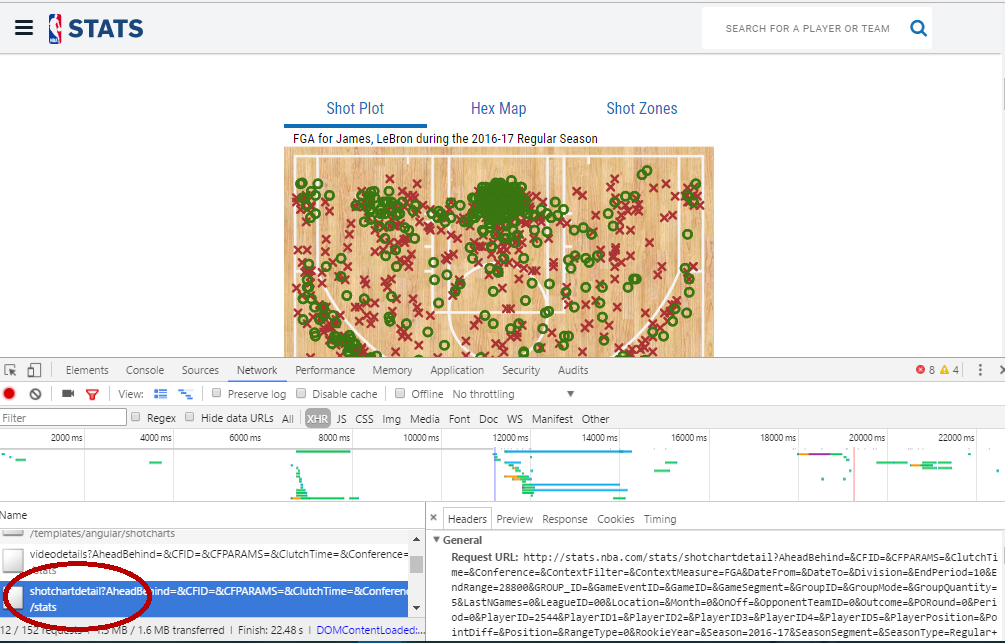 STATS
SEARCH FOR A PLAYER OR TEAM
Shot Plot Hex Map Shot Zones
FGA for James, LeBron during the 2016-17 Regular Season
Elements Console Sources Network Performance Memory Application Security Audits 8 4
View: Preserve log Disable cache Offline No throttling
Filter Regex Hide data URLs All XHR JS CSS Img Media Font Doc WS Manifest Other
2000 ms 4000 ms 6000 ms 8000 ms 10000 ms 12000 ms 14000 ms 16000 ms 18000 ms 20000 ms 22000 ms
Name
/templates/angular/shotcharts
videodetails?AheadBehind=&CFID=&CFPARAMS=&ClutchTime=&Conference=
/stats
shotchartdetail?AheadBehind=&CFID=&CFPARAMS=&ClutchTime=&Conferenc
/stats
12 / 152 requests | 1.3 MB / 1.6 MB transferred | Finish: 22.48 s | DOMContentLoaded:...
× Headers Preview Response Cookies Timing
General
Request URL: http://stats.nba.com/stats/shotchartdetail?AheadBehind=&CFID=&CFPARAMS=&ClutchTi
me=&Conference=&ContextFilter=&ContextMeasure=FGA&DateFrom=&DateTo=&Division=&EndPeriod=10&E
ndRange=28800&GROUP_ID=&GameEventID=&GameID=&GameSegment=&GroupID=&GroupMode=&GroupQuantity=
5&LastNGames=0&LeagueID=00&Location=&Month=0&OnOff=&OpponentTeamID=0&Outcome=&PORound=0&Peri
od=0&PlayerID=2544&PlayerID1=&PlayerID2=&PlayerID3=&PlayerID4=&PlayerID5=&PlayerPosition=&Po
intDiff=&Position=&RangeType=0&RookieYear=&Season=2016-17&SeasonSegment=&SeasonType=Regular+